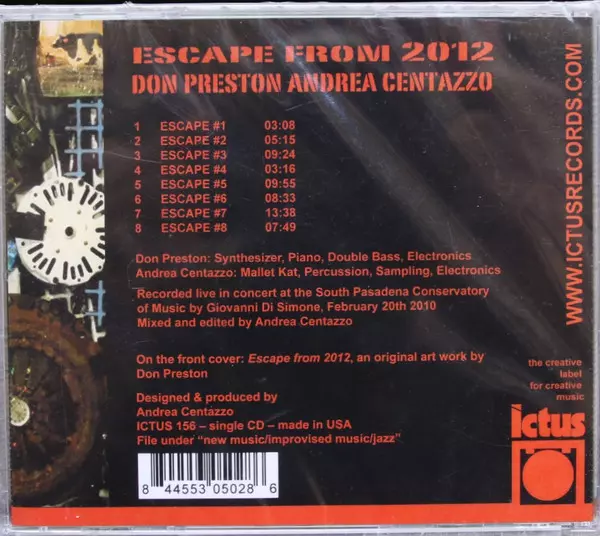 ESCAPE FROM 2012
DON PRESTON ANDREA CENTAZZO
1 ESCAPE #1 03:08
2 ESCAPE #2 05:15
3 ESCAPE #3 09:24
4 ESCAPE #4 03:16
5 ESCAPE #5 09:55
6 ESCAPE #6 08:33
7 ESCAPE #7 13:38
8 ESCAPE #8 07:49
Don Preston: Synthesizer, Piano, Double Bass, Electronics
Andrea Centazzo: Mallet Kat, Percussion, Sampling, Electronics
Recorded live in concert at the South Pasadena Conservatory
of Music by Giovanni Di Simone, February 20th 2010
Mixed and edited by Andrea Centazzo
On the front cover: Escape from 2012, an original art work by
Don Preston
Designed & produced by
Andrea Centazzo
ICTUS 156 – single CD – made in USA
File under “new music/improvised music/jazz”
8 44553 05028 6
WWW.ICTUSRECORDS.COM
the creative
label
for creative
music
ictus